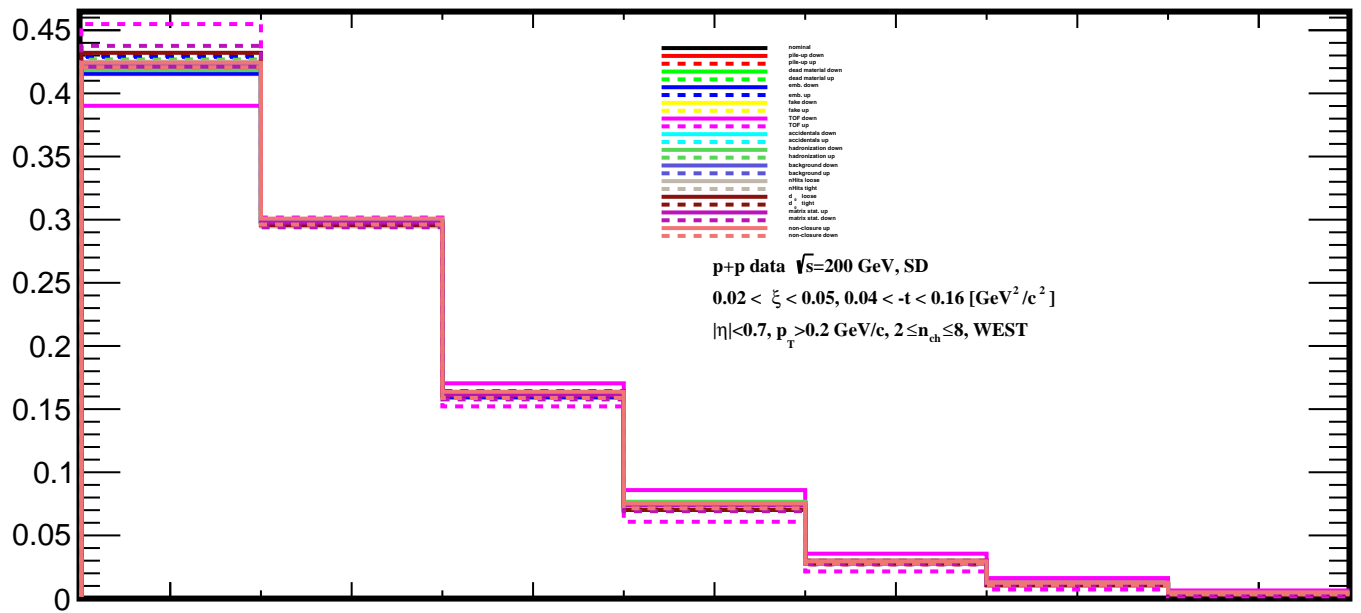 0.45
0.4
0.35
0.3
0.25
0.2
0.15
0.1
0.05
0
nominal
pile-up down
pile-up up
dead material down
dead material up
emb. down
emb. up
fake down
fake up
TOF down
TOF up
accidentals down
accidentals up
hadronization down
hadronization up
background down
background up
nHits loose
nHits tight
d₀ loose
d₀ tight
matrix stat. up
matrix stat. down
non-closure up
non-closure down
p+p data √s=200 GeV, SD
0.02 < ξ < 0.05, 0.04 < -t < 0.16 [GeV²/c²]
|η|<0.7, p_T>0.2 GeV/c, 2≤n_ch≤8, WEST